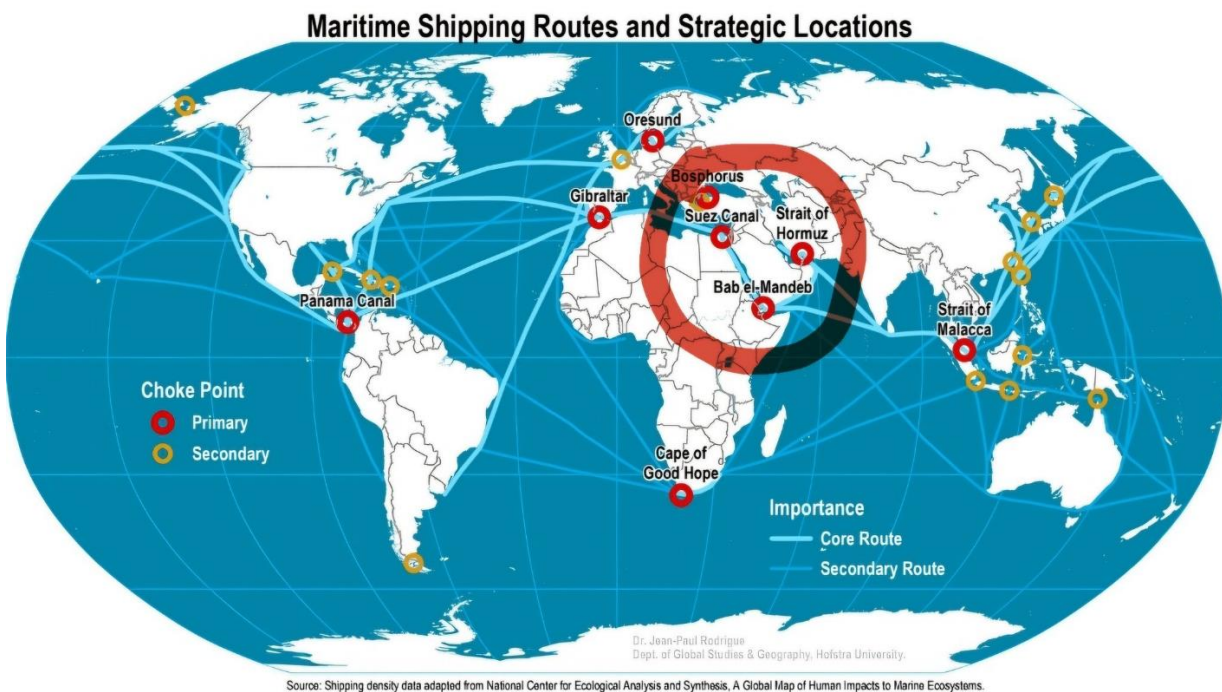 Maritime Shipping Routes and Strategic Locations
Oresund
Bosphorus
Gibraltar
Suez Canal
Strait of
Hormuz
Bab el-Mandeb
Panama Canal
Strait of
Malacca
Choke Point
Primary
Secondary
Cape of
Good Hope
Importance
Core Route
Secondary Route
Dr. Jean-Paul Rodrigue
Dept. of Global Studies & Geography, Hofstra University.
Source: Shipping density data adapted from National Center for Ecological Analysis and Synthesis, A Global Map of Human Impacts to Marine Ecosystems.